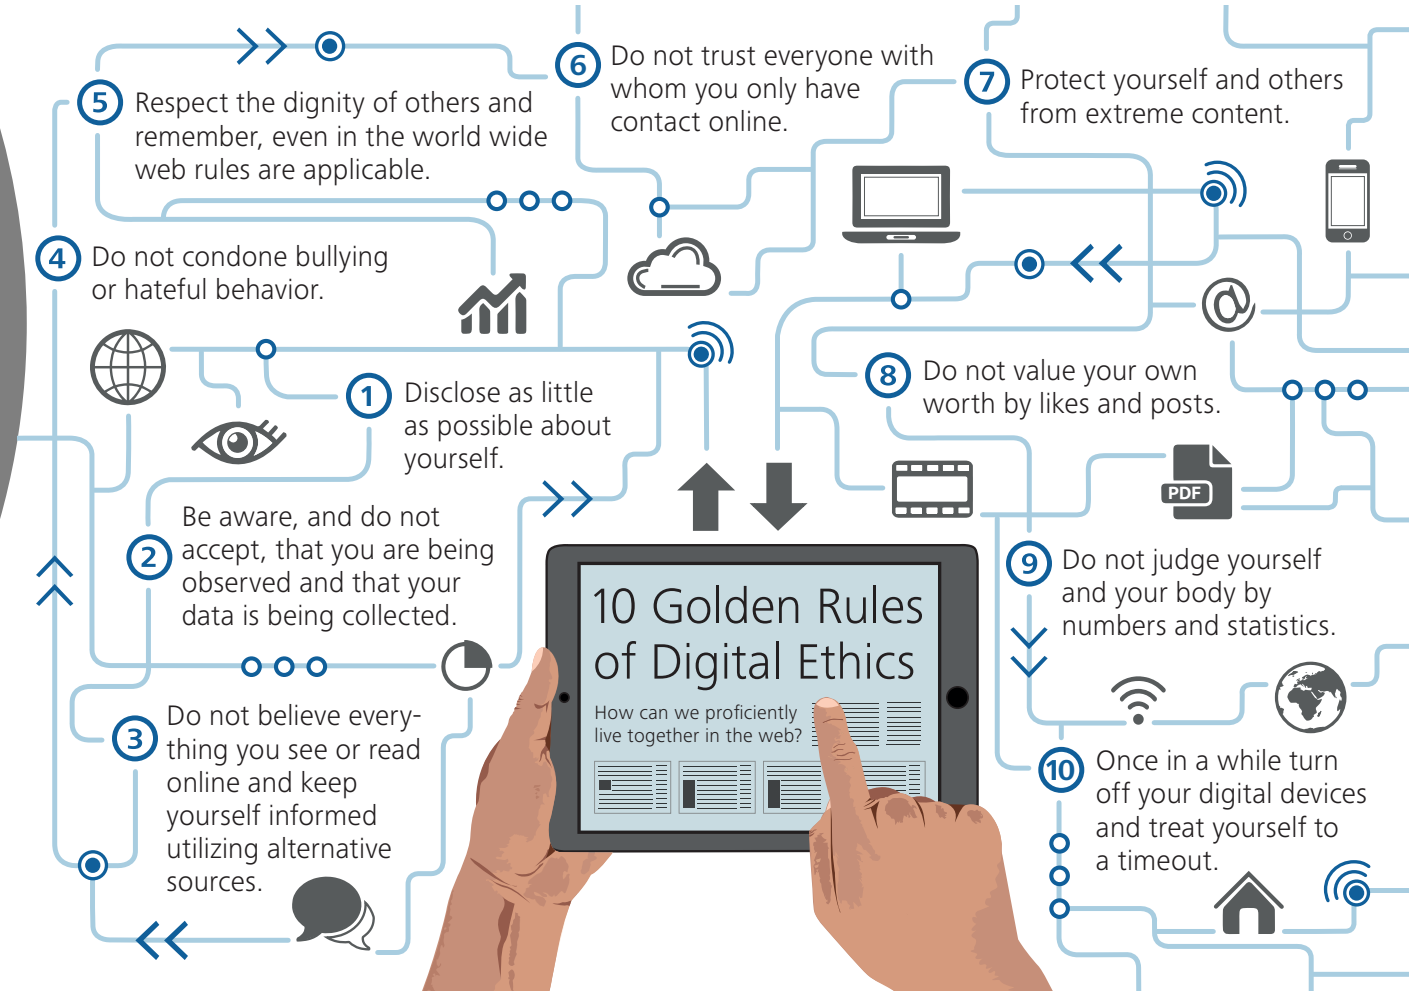 10 Golden Rules
of Digital Ethics
How can we proficiently
live together in the web?
1
Disclose as little
as possible about
yourself.
2
Be aware, and do not
accept, that you are being
observed and that your
data is being collected.
3
Do not believe every-
thing you see or read
online and keep
yourself informed
utilizing alternative
sources.
4
Do not condone bullying
or hateful behavior.
5
Respect the dignity of others and
remember, even in the world wide
web rules are applicable.
6
Do not trust everyone with
whom you only have
contact online.
7
Protect yourself and others
from extreme content.
8
Do not value your own
worth by likes and posts.
@
PDF
9
Do not judge yourself
and your body by
numbers and statistics.
10
Once in a while turn
off your digital devices
and treat yourself to
a timeout.